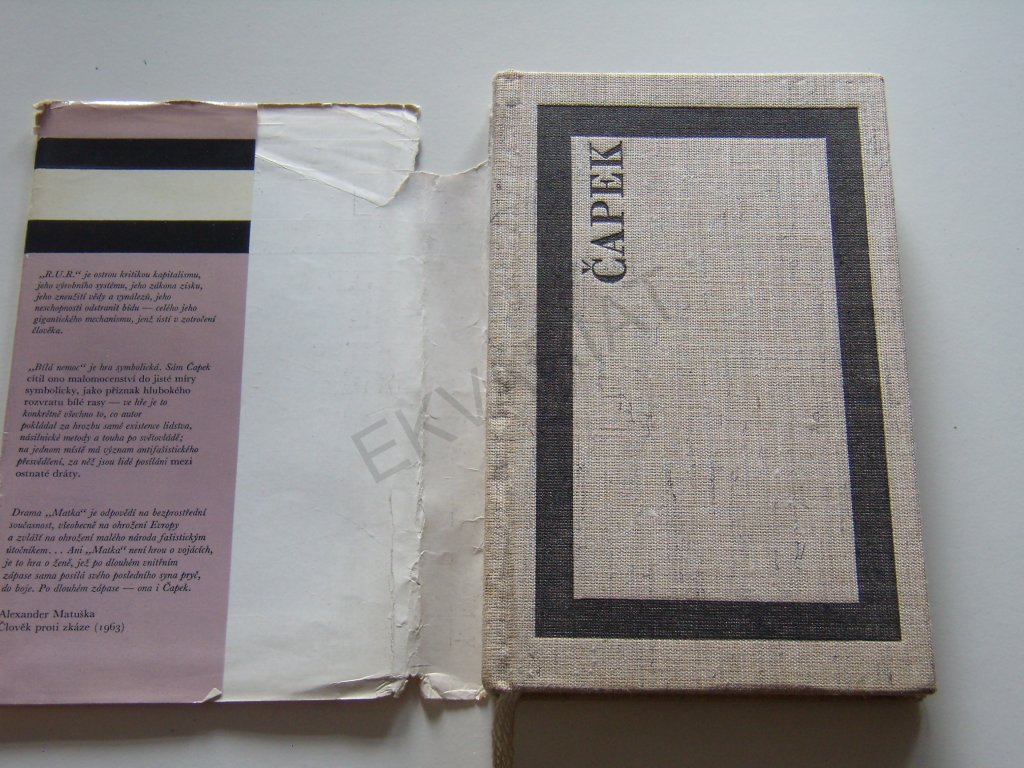 „R.U.R.“ je ostrou kritikou kapitalismu,
jeho výrobního systému, jeho zákona zisku,
jeho zneužití vědy a vynálezů, jeho
neschopnosti odstranit bídu — celého jeho
gigantického mechanismu, jenž ústí v zotročení
člověka.
„Bílá nemoc“ je hra symbolická. Sám Čapek
cítil ono malomocenství do jisté míry
symbolicky, jako příznak hlubokého
rozvratu bílé rasy — ve hře je to
konkrétně všechno to, co autor
pokládal za hrozbu samé existence lidstva,
násilnické metody a touha po světovládě;
na jednom místě má význam antifašistického
přesvědčení, za něž jsou lidé posíláni mezi
ostnaté dráty.
Drama „Matka“ je odpovědí na bezprostřední
současnost, všeobecně na ohrožení Evropy
a zvlášť na ohrožení malého národa fašistickým
útočníkem... Ani „Matka“ není hrou o vojácích,
je to hra o ženě, jež po dlouhém vnitřním
zápase sama posílá svého posledního syna pryč,
do boje. Po dlouhém zápase — ona i Čapek.
Alexander Matuška
Člověk proti zkáze (1963)
ČAPEK